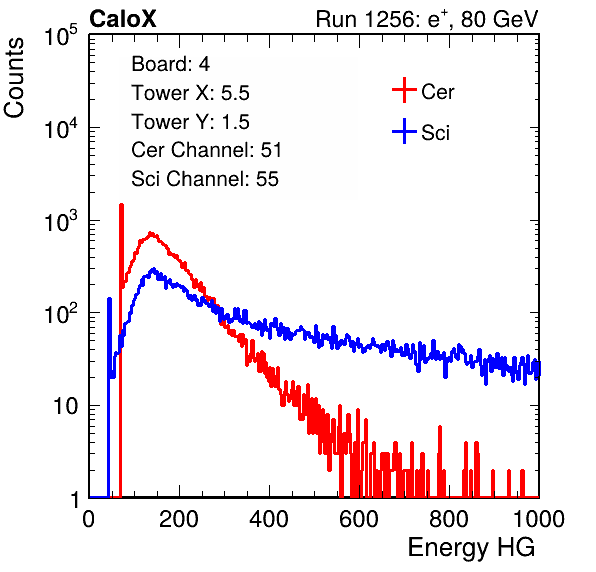 CaloX Run 1256: e⁺, 80 GeV
Counts
Board: 4
Tower X: 5.5
Tower Y: 1.5
Cer Channel: 51
Sci Channel: 55
Cer
Sci
10⁵
10⁴
10³
10²
10
1
0 200 400 600 800 1000
Energy HG